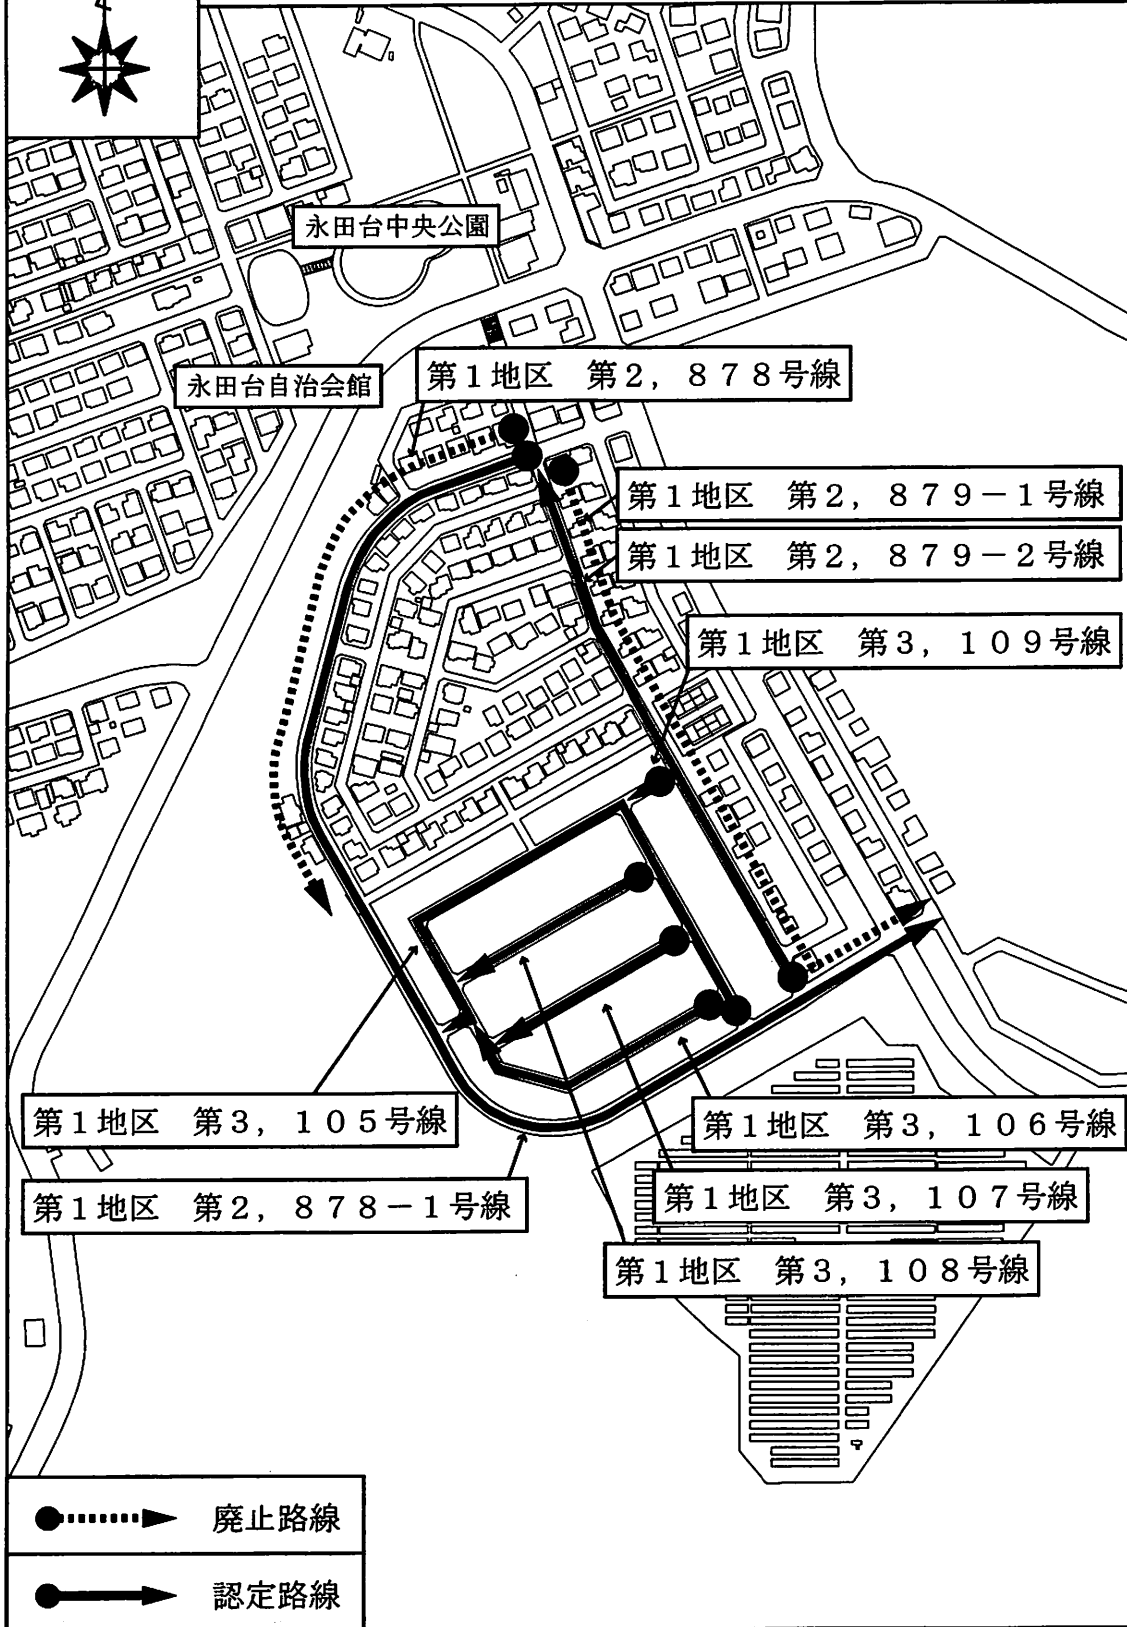 永田台中央公園
永田台自治会館
第1地区 第2,878号線
第1地区 第2,879-1号線
第1地区 第2,879-2号線
第1地区 第3,109号線
第1地区 第3,105号線
第1地区 第3,106号線
第1地区 第2,878-1号線
第1地区 第3,107号線
第1地区 第3,108号線
廃止路線
認定路線